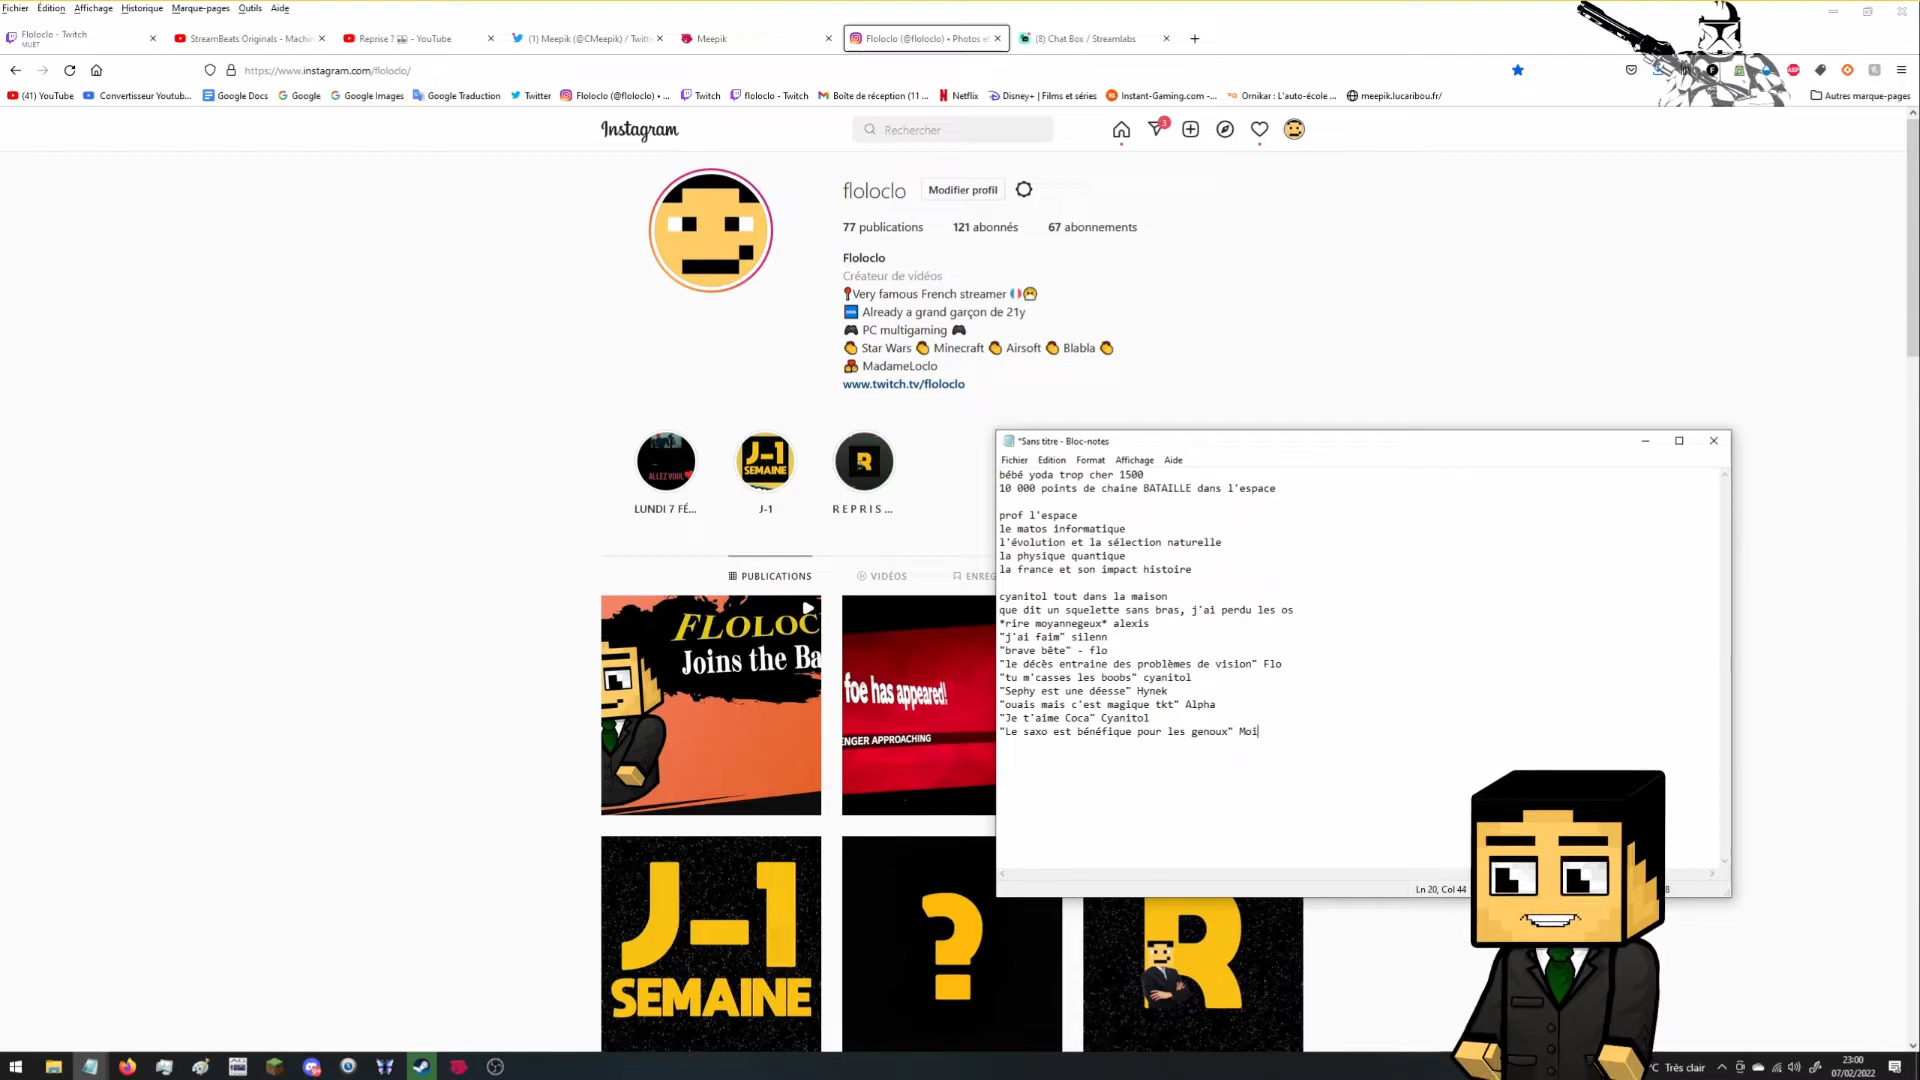 Fichier Édition Affichage Historique Marque-pages Outils Aide
Floloclo - Twitch
MUET
StreamBeats Originals - Machin
Reprise ? - YouTube
(1) Meepik (@CMeepik) / Twitt
Meepik
Floloclo (@floloclo) • Photos et
(8) Chat Box / Streamlabs
https://www.instagram.com/floloclo/
(41) YouTube
Convertisseur Youtub...
Google Docs
Google
Google Images
Google Traduction
Twitter
Floloclo (@floloclo) • ...
Twitch
floloclo - Twitch
Boîte de réception (11 ...
Netflix
Disney+ | Films et séries
Instant-Gaming.com -...
Ornikar : L'auto-école ...
meepik.lucaribou.fr/
Autres marque-pages
Instagram
Rechercher
3
floloclo
Modifier profil
77 publications 121 abonnés 67 abonnements
Floloclo
Créateur de vidéos
Very famous French streamer
Already a grand garçon de 21y
PC multigaming
Star Wars Minecraft Airsoft Blabla
MadameLoclo
www.twitch.tv/floloclo
ALLEZ VOIR
J-1
SEMAINE
R
LUNDI 7 FÉ...
J-1
R E P R I S ...
PUBLICATIONS
VIDÉOS
ENREG
FLOLOC
Joins the Ba
foe has appeared!
ENGER APPROACHING
J-1
SEMAINE
?
R
*Sans titre - Bloc-notes
Fichier Edition Format Affichage Aide
bébé yoda trop cher 1500
10 000 points de chaine BATAILLE dans l'espace
prof l'espace
le matos informatique
l'évolution et la sélection naturelle
la physique quantique
la france et son impact histoire
cyanitol tout dans la maison
que dit un squelette sans bras, j'ai perdu les os
*rire moyannegeux* alexis
"j'ai faim" silenn
"brave bête" - flo
"le décès entraine des problèmes de vision" Flo
"tu m'casses les boobs" cyanitol
"Sephy est une déesse" Hynek
"ouais mais c'est magique tkt" Alpha
"Je t'aime Coca" Cyanitol
"Le saxo est bénéfique pour les genoux" Moi
Ln 20, Col 44
8
°C Très clair
23:00
07/02/2022